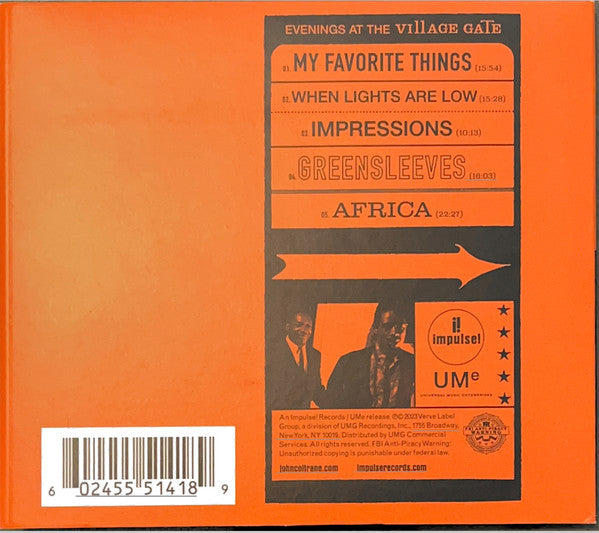 EVENINGS AT THE VILLAGE GATE
01. MY FAVORITE THINGS (15:54)
02. WHEN LIGHTS ARE LOW (15:28)
03. IMPRESSIONS (10:13)
04. GREENSLEEVES (16:03)
05. AFRICA (22:27)
i!
impulse!
UMe
UNIVERSAL MUSIC ENTERPRISES
An Impulse! Records / UMe release. ℗© 2023 Verve Label
Group, a division of UMG Recordings, Inc., 1755 Broadway,
New York, NY 10019. Distributed by UMG Commercial
Services. All rights reserved. FBI Anti-Piracy Warning:
Unauthorized copying is punishable under federal law.
FBI ANTI-PIRACY
WARNING
johncoltrane.com impulserecords.com
6 02455 51418 9